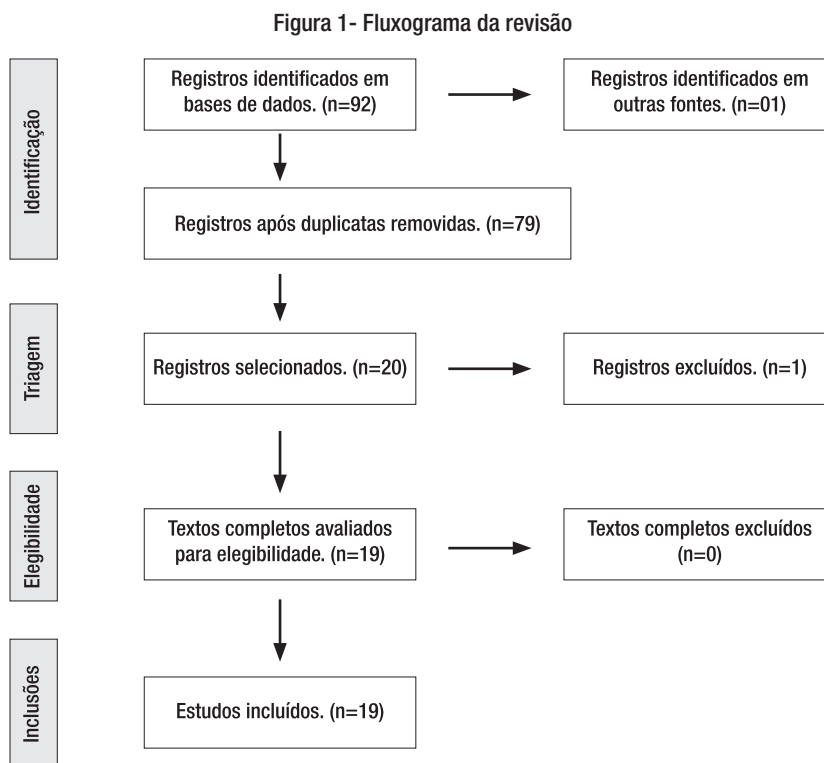 Figura 1- Fluxograma da revisão
Identificação
Registros identificados em
bases de dados. (n=92)
Registros identificados em
outras fontes. (n=01)
Registros após duplicatas removidas. (n=79)
Triagem
Registros selecionados. (n=20)
Registros excluídos. (n=1)
Elegibilidade
Textos completos avaliados
para elegibilidade. (n=19)
Textos completos excluídos
(n=0)
Inclusões
Estudos incluídos. (n=19)